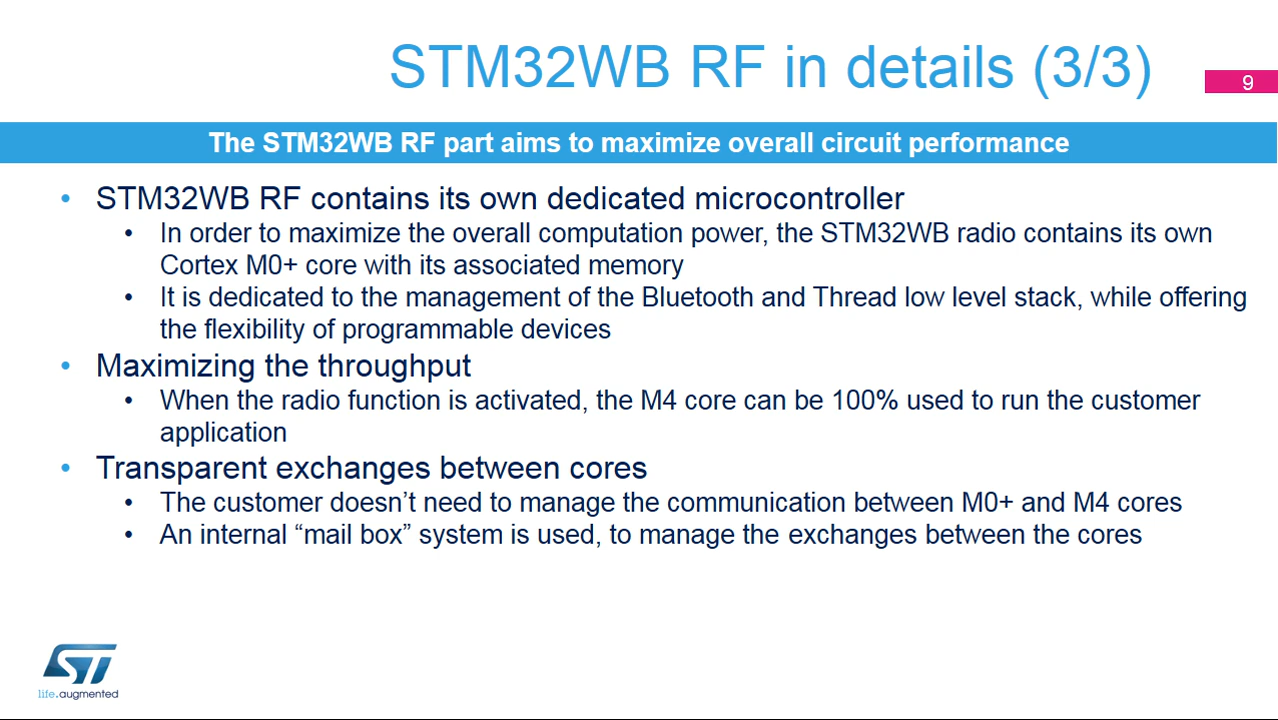 STM32WB RF in details (3/3)
9
The STM32WB RF part aims to maximize overall circuit performance
• STM32WB RF contains its own dedicated microcontroller
• In order to maximize the overall computation power, the STM32WB radio contains its own
Cortex M0+ core with its associated memory
• It is dedicated to the management of the Bluetooth and Thread low level stack, while offering
the flexibility of programmable devices
• Maximizing the throughput
• When the radio function is activated, the M4 core can be 100% used to run the customer
application
• Transparent exchanges between cores
• The customer doesn’t need to manage the communication between M0+ and M4 cores
• An internal “mail box” system is used, to manage the exchanges between the cores
ST
life.augmented